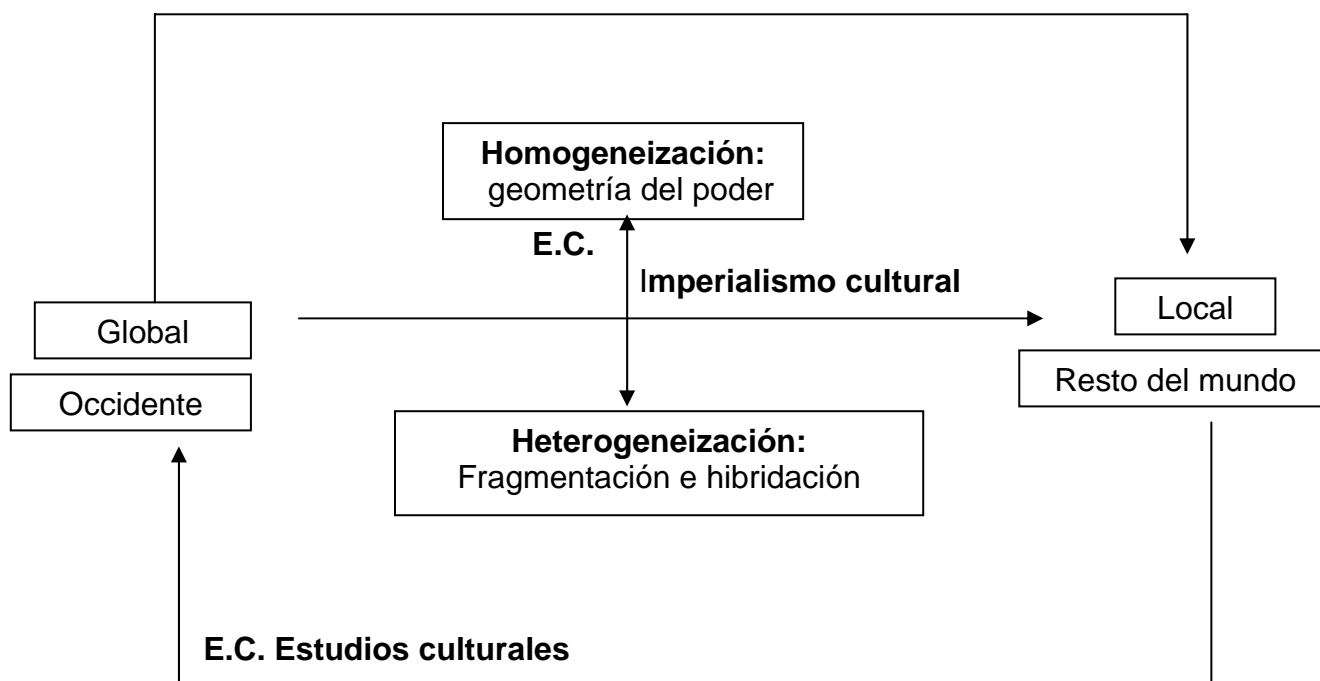 Homogeneización:
geometría del poder
E.C.
Imperialismo cultural
Global
Local
Occidente
Resto del mundo
Heterogeneización:
Fragmentación e hibridación
E.C. Estudios culturales